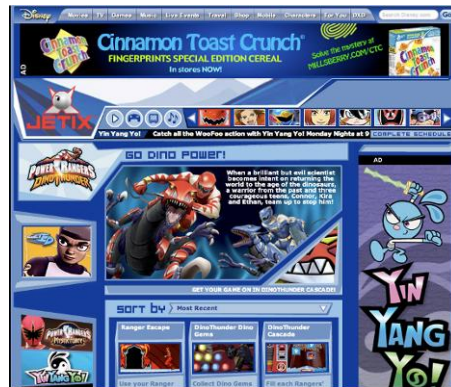 Disney Movies TV Games Music Live Events Travel Shop Mobile Characters For You DXD Search Disney.com Go
AD
Cinnamon Toast Crunch
Cinnamon Toast Crunch
FINGERPRINTS SPECIAL EDITION CEREAL
In stores NOW!
Solve the mystery at
MILLSBERRY.COM/CTC
JETIX
Yin Yang Yo! Catch all the WooFoo action with Yin Yang Yo! Monday Nights at 9 COMPLETE SCHEDULE
POWER RANGERS
DINOTHUNDER
GO DINO POWER!
When a brilliant but evil scientist
becomes intent on returning the
world to the age of the dinosaurs,
a warrior from the past and three
courageous teens, Connor, Kira
and Ethan, team up to stop him!
GET YOUR GAME ON IN DINOTHUNDER CASCADE!
AD
YIN
YANG
YO!
SORT BY Most Recent
POWER RANGERS
YIN YANG YO!
Ranger Escape
DinoThunder Dino
Gems
DinoThunder
Cascade
Use your Ranger
Collect Dino Gems
Fill each Rangers'